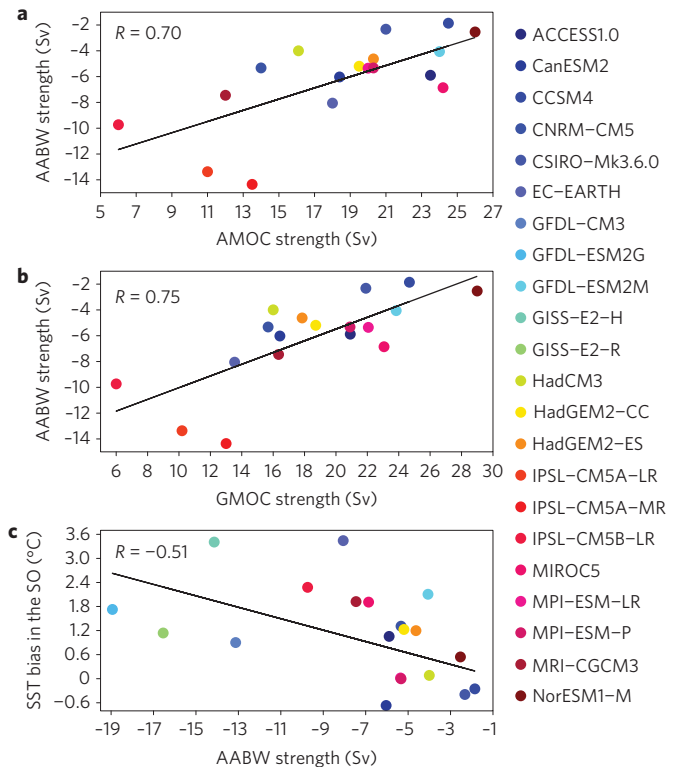 a
R = 0.70
AABW strength (Sv)
−2
−4
−6
−8
−10
−12
−14
5 7 9 11 13 15 17 19 21 23 25 27
AMOC strength (Sv)
b
R = 0.75
AABW strength (Sv)
−2
−4
−6
−8
−10
−12
−14
6 8 10 12 14 16 18 20 22 24 26 28 30
GMOC strength (Sv)
c
R = −0.51
SST bias in the SO (°C)
3.6
3.0
2.4
1.8
1.2
0.6
0
−0.6
−19 −17 −15 −13 −11 −9 −7 −5 −3 −1
AABW strength (Sv)
ACCESS1.0
CanESM2
CCSM4
CNRM−CM5
CSIRO−Mk3.6.0
EC−EARTH
GFDL−CM3
GFDL−ESM2G
GFDL−ESM2M
GISS−E2−H
GISS−E2−R
HadCM3
HadGEM2−CC
HadGEM2−ES
IPSL−CM5A−LR
IPSL−CM5A−MR
IPSL−CM5B−LR
MIROC5
MPI−ESM−LR
MPI−ESM−P
MRI−CGCM3
NorESM1−M